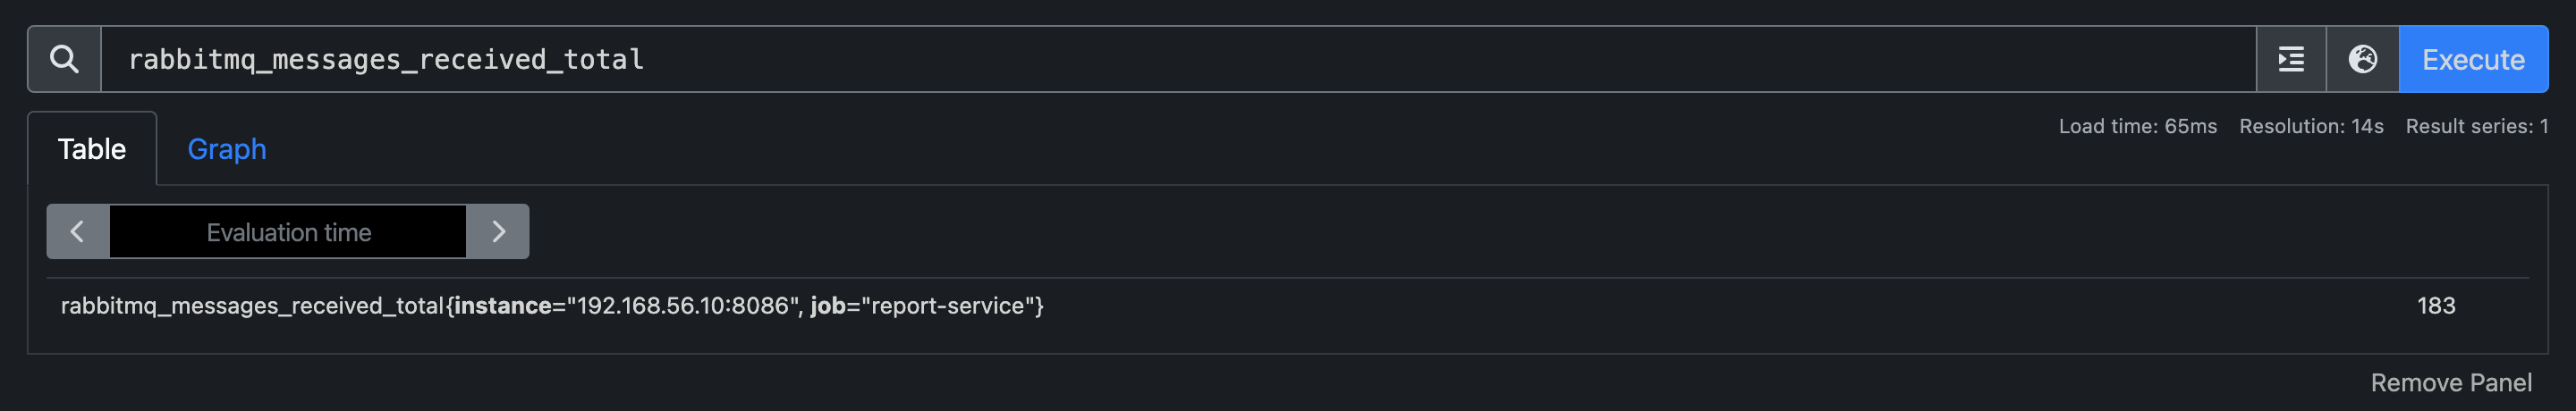 rabbitmq_messages_received_total
Execute
Table
Graph
Load time: 65ms Resolution: 14s Result series: 1
Evaluation time
rabbitmq_messages_received_total{instance="192.168.56.10:8086", job="report-service"} 183
Remove Panel